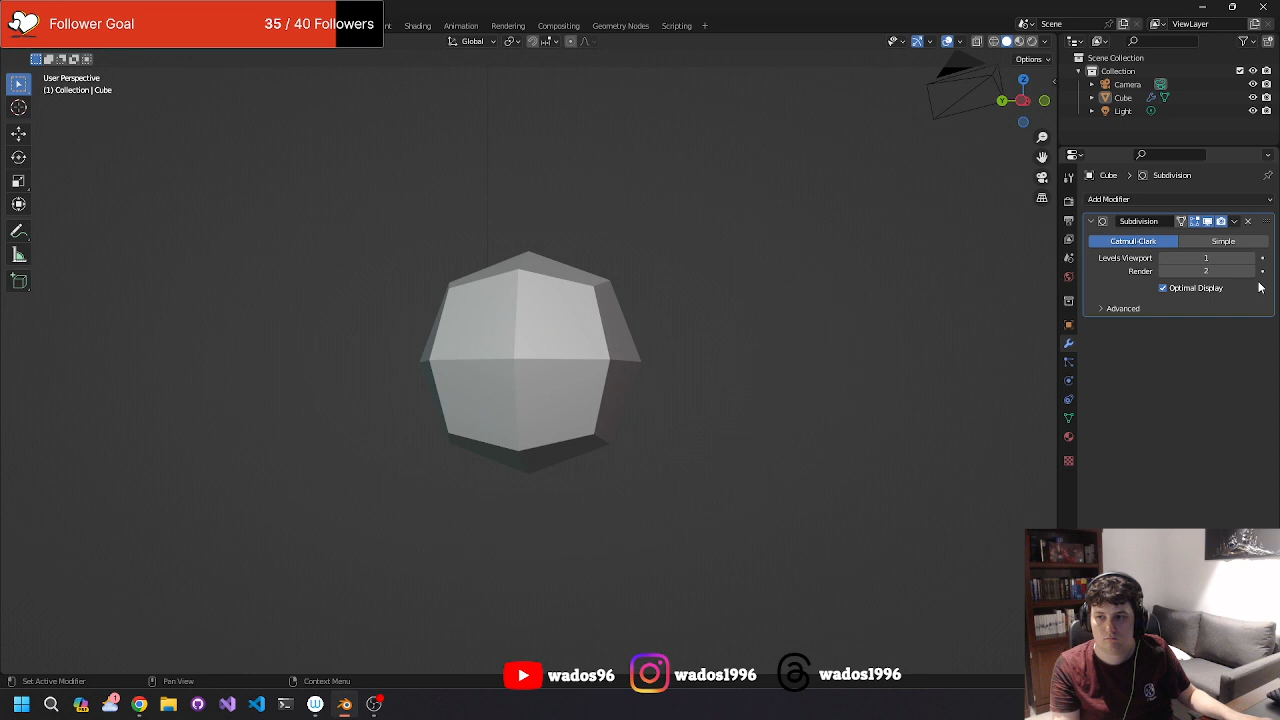 Follower Goal 35 / 40 Followers
Shading Animation Rendering Compositing Geometry Nodes Scripting +
Scene ViewLayer
Global
Options
User Perspective
(1) Collection | Cube
Z
Y
Scene Collection
Collection
Camera
Cube
Light
Cube > Subdivision
Add Modifier
Subdivision
Catmull-Clark Simple
Levels Viewport 1
Render 2
Optimal Display
Advanced
wados96 wados1996 wados1996
Set Active Modifier Pan View Context Menu